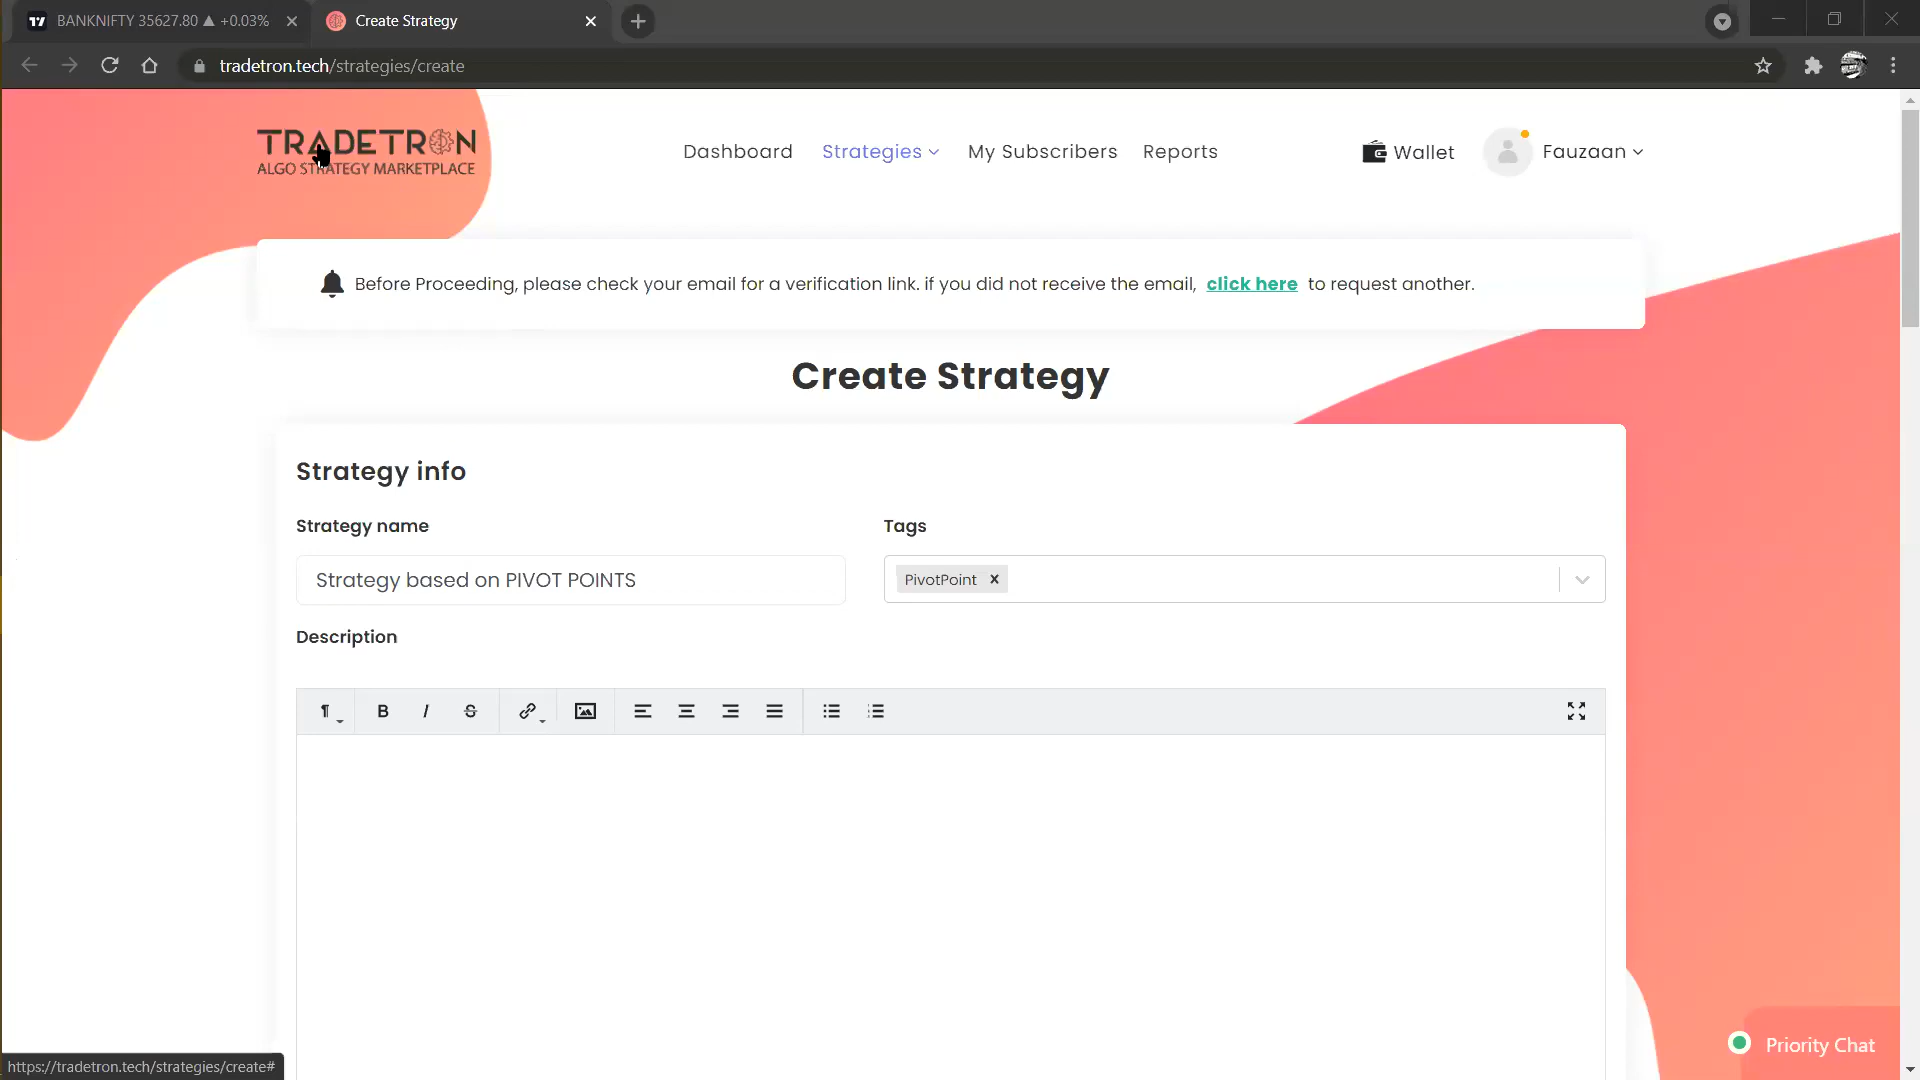 BANKNIFTY 35627.80 ▲ +0.03%
Create Strategy
tradetron.tech/strategies/create
TRADETRON
ALGO STRATEGY MARKETPLACE
Dashboard
Strategies
My Subscribers
Reports
Wallet
Fauzaan
Before Proceeding, please check your email for a verification link. if you did not receive the email, click here to request another.
Create Strategy
Strategy info
Strategy name
Tags
Strategy based on PIVOT POINTS
PivotPoint
Description
Priority Chat
https://tradetron.tech/strategies/create#